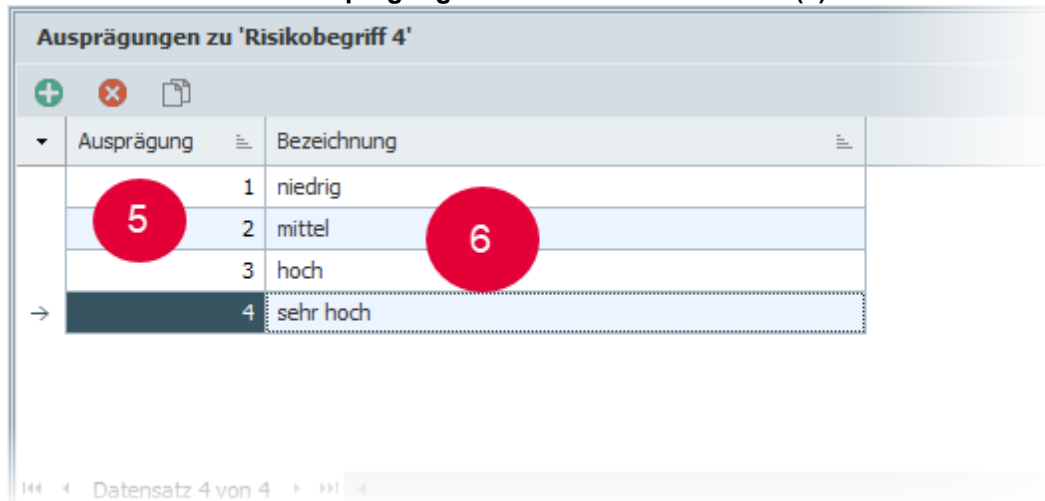 Ausprägungen zu 'Risikobegriff 4'
Ausprägung Bezeichnung
1 niedrig
5
2 mittel
6
3 hoch
4 sehr hoch
Datensatz 4 von 4